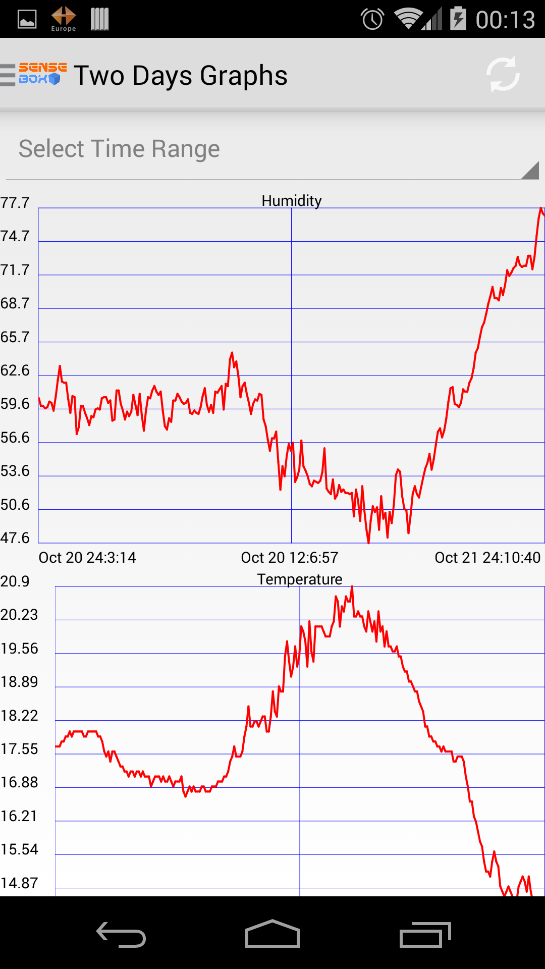 Europe
00:13
SENSE
BOX
Two Days Graphs
Select Time Range
Humidity
77.7
74.7
71.7
68.7
65.7
62.6
59.6
56.6
53.6
50.6
47.6
Oct 20 24:3:14 Oct 20 12:6:57 Oct 21 24:10:40
Temperature
20.9
20.23
19.56
18.89
18.22
17.55
16.88
16.21
15.54
14.87